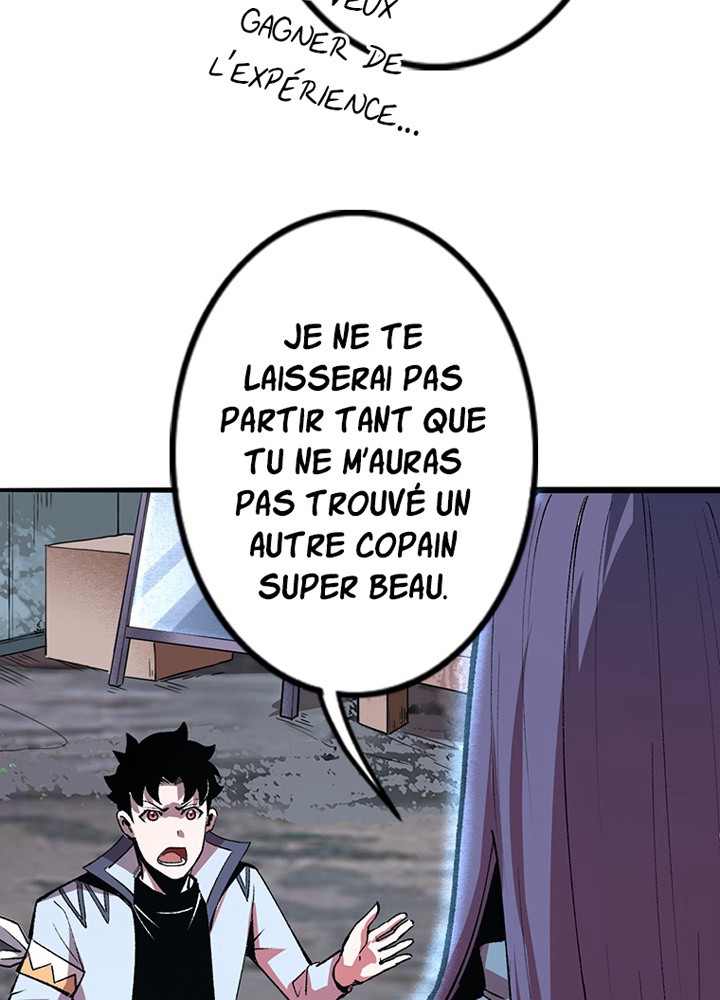 VEUX
GAGNER DE
L'EXPÉRIENCE...
JE NE TE
LAISSERAI PAS
PARTIR TANT QUE
TU NE M'AURAS
PAS TROUVÉ UN
AUTRE COPAIN
SUPER BEAU.